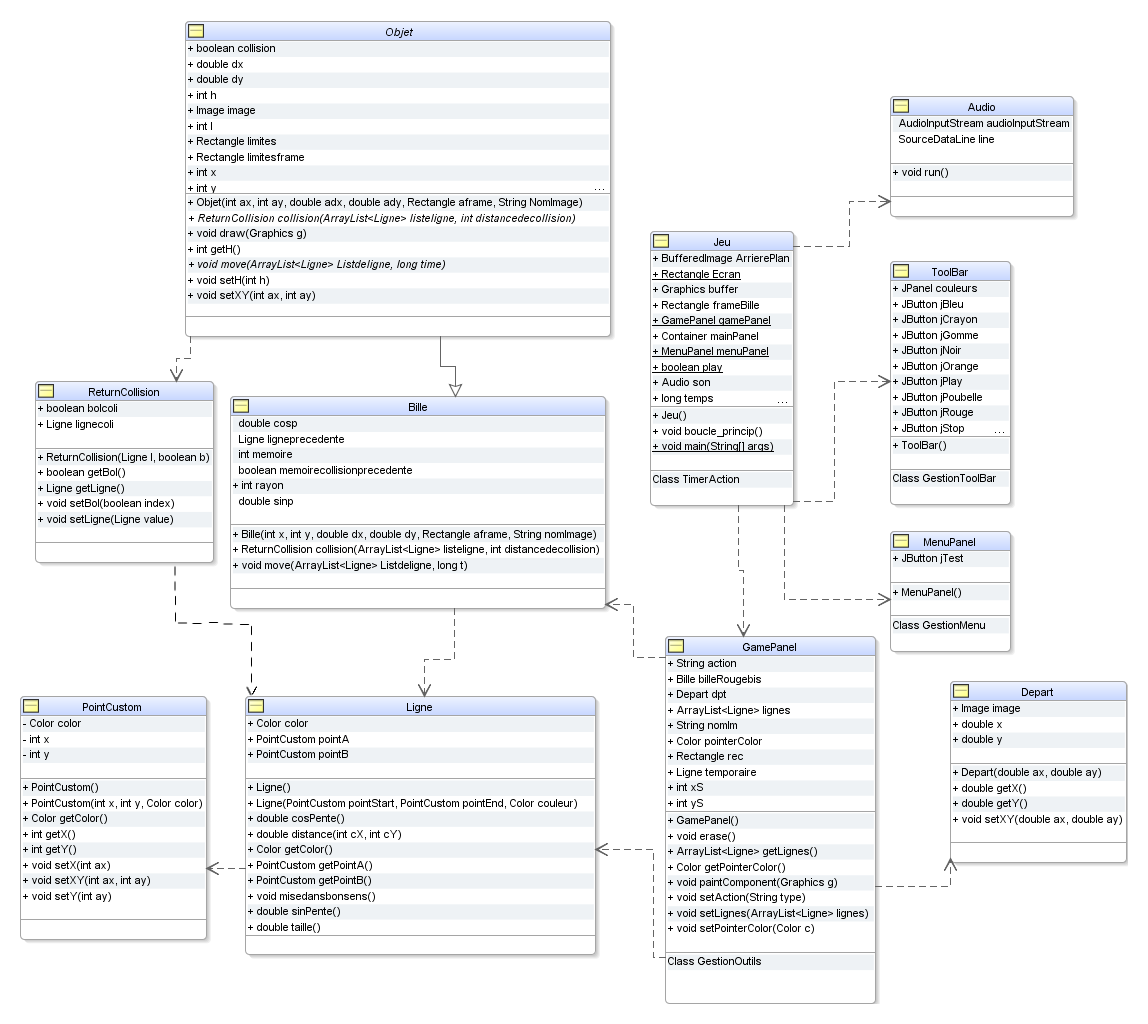 Objet
+ boolean collision
+ double dx
+ double dy
+ int h
+ Image image
+ int l
+ Rectangle limites
+ Rectangle limitesframe
+ int x
+ int y
...
+ Objet(int ax, int ay, double adx, double ady, Rectangle aframe, String NomImage)
+ ReturnCollision collision(ArrayList<Ligne> listeligne, int distancedecollision)
+ void draw(Graphics g)
+ int getH()
+ void move(ArrayList<Ligne> Listdeligne, long time)
+ void setH(int h)
+ void setXY(int ax, int ay)
Audio
AudioInputStream audioInputStream
SourceDataLine line
+ void run()
Jeu
+ BufferedImage ArrierePlan
+ Rectangle Ecran
+ Graphics buffer
+ Rectangle frameBille
+ GamePanel gamePanel
+ Container mainPanel
+ MenuPanel menuPanel
+ boolean play
+ Audio son
+ long temps
...
+ Jeu()
+ void boucle_princip()
+ void main(String[] args)
Class TimerAction
ToolBar
+ JPanel couleurs
+ JButton jBleu
+ JButton jCrayon
+ JButton jGomme
+ JButton jNoir
+ JButton jOrange
+ JButton jPlay
+ JButton jPoubelle
+ JButton jRouge
+ JButton jStop
...
+ ToolBar()
Class GestionToolBar
ReturnCollision
+ boolean bolcoli
+ Ligne lignecoli
+ ReturnCollision(Ligne l, boolean b)
+ boolean getBol()
+ Ligne getLigne()
+ void setBol(boolean index)
+ void setLigne(Ligne value)
Bille
double cosp
Ligne ligneprecedente
int memoire
boolean memoirecollisionprecedente
+ int rayon
double sinp
+ Bille(int x, int y, double dx, double dy, Rectangle aframe, String nomImage)
+ ReturnCollision collision(ArrayList<Ligne> listeligne, int distancedecollision)
+ void move(ArrayList<Ligne> Listdeligne, long t)
MenuPanel
+ JButton jTest
+ MenuPanel()
Class GestionMenu
GamePanel
+ String action
+ Bille billeRougebis
+ Depart dpt
+ ArrayList<Ligne> lignes
+ String nomIm
+ Color pointerColor
+ Rectangle rec
+ Ligne temporaire
+ int xS
+ int yS
+ GamePanel()
+ void erase()
+ ArrayList<Ligne> getLignes()
+ Color getPointerColor()
+ void paintComponent(Graphics g)
+ void setAction(String type)
+ void setLignes(ArrayList<Ligne> lignes)
+ void setPointerColor(Color c)
Class GestionOutils
Depart
+ Image image
+ double x
+ double y
+ Depart(double ax, double ay)
+ double getX()
+ double getY()
+ void setXY(double ax, double ay)
PointCustom
- Color color
- int x
- int y
+ PointCustom()
+ PointCustom(int x, int y, Color color)
+ Color getColor()
+ int getX()
+ int getY()
+ void setX(int ax)
+ void setXY(int ax, int ay)
+ void setY(int ay)
Ligne
+ Color color
+ PointCustom pointA
+ PointCustom pointB
+ Ligne()
+ Ligne(PointCustom pointStart, PointCustom pointEnd, Color couleur)
+ double cosPente()
+ double distance(int cX, int cY)
+ Color getColor()
+ PointCustom getPointA()
+ PointCustom getPointB()
+ void misedansbonsens()
+ double sinPente()
+ double taille()